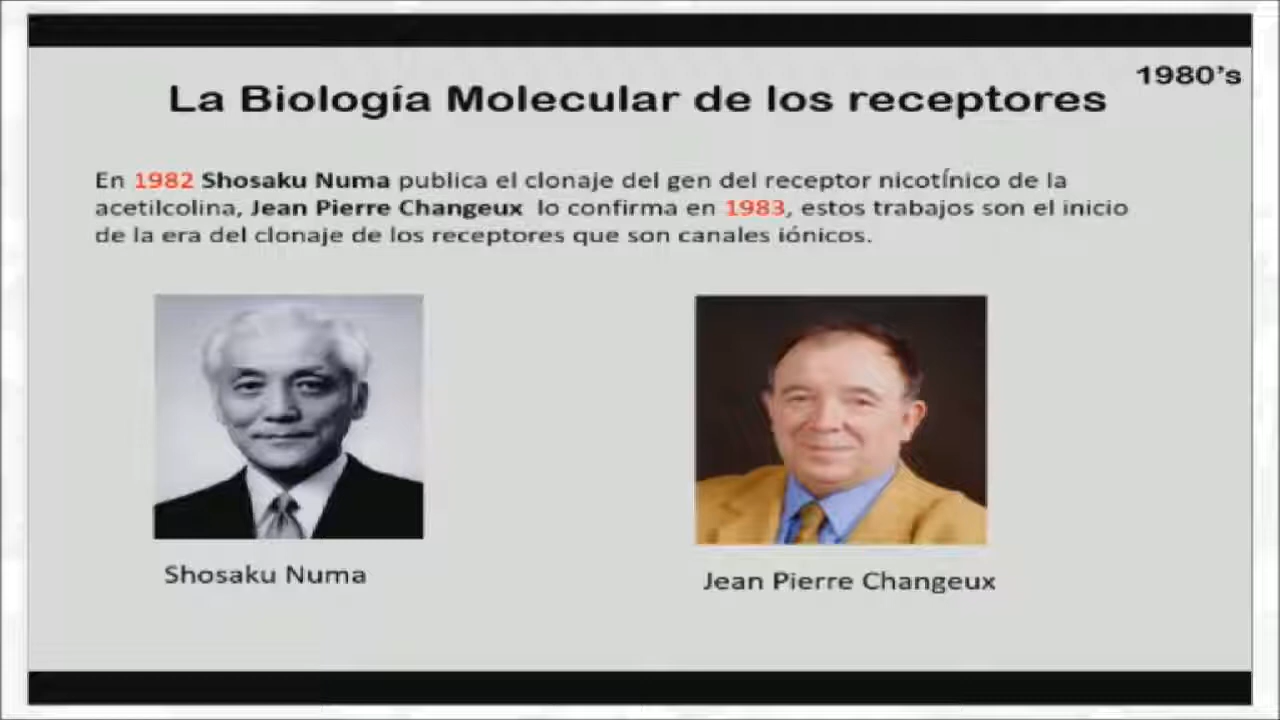 1980's
La Biología Molecular de los receptores
En 1982 Shosaku Numa publica el clonaje del gen del receptor nicotínico de la
acetilcolina, Jean Pierre Changeux lo confirma en 1983, estos trabajos son el inicio
de la era del clonaje de los receptores que son canales iónicos.
Shosaku Numa
Jean Pierre Changeux